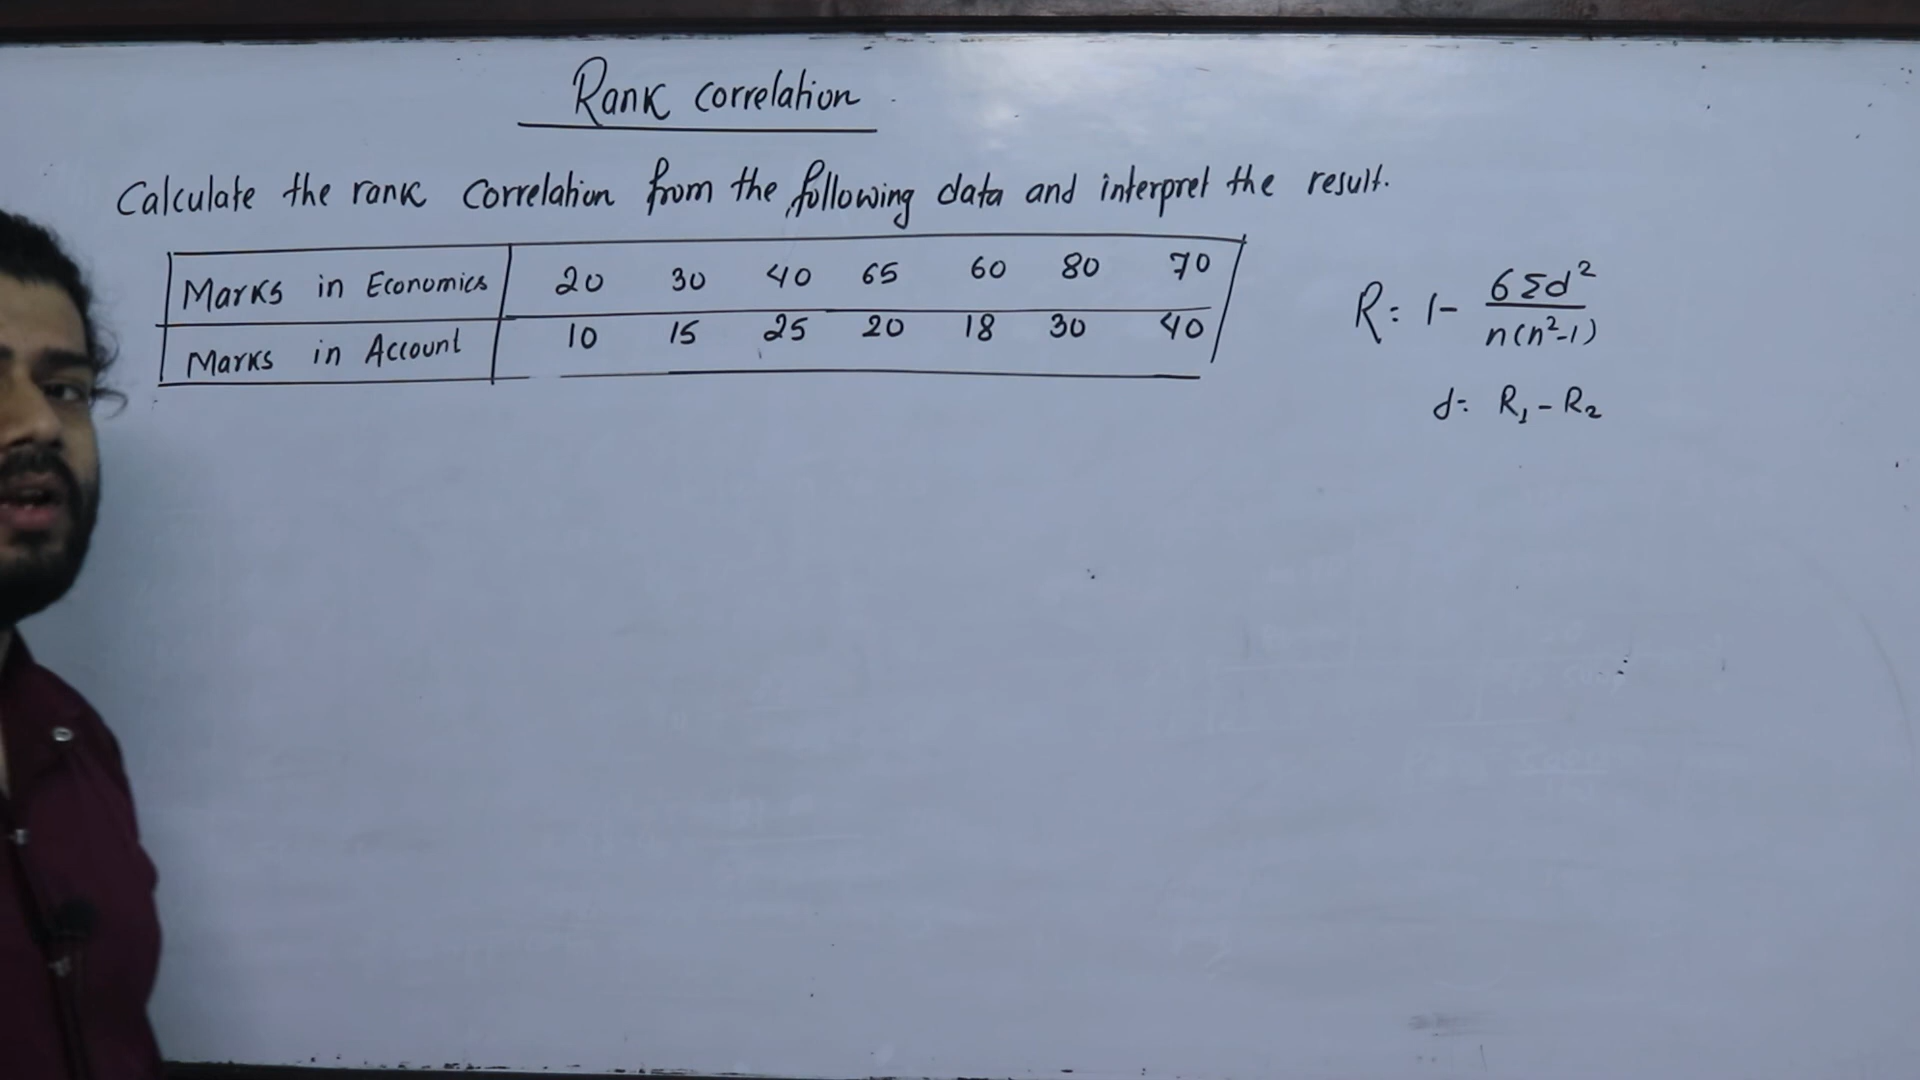 Rank correlation
Calculate the rank correlation from the following data and interpret the result.
Marks in Economics 20 30 40 65 60 80 70
Marks in Account 10 15 25 20 18 30 40
R = 1 - 6Σd² / n(n²-1)
d = R₁ - R₂